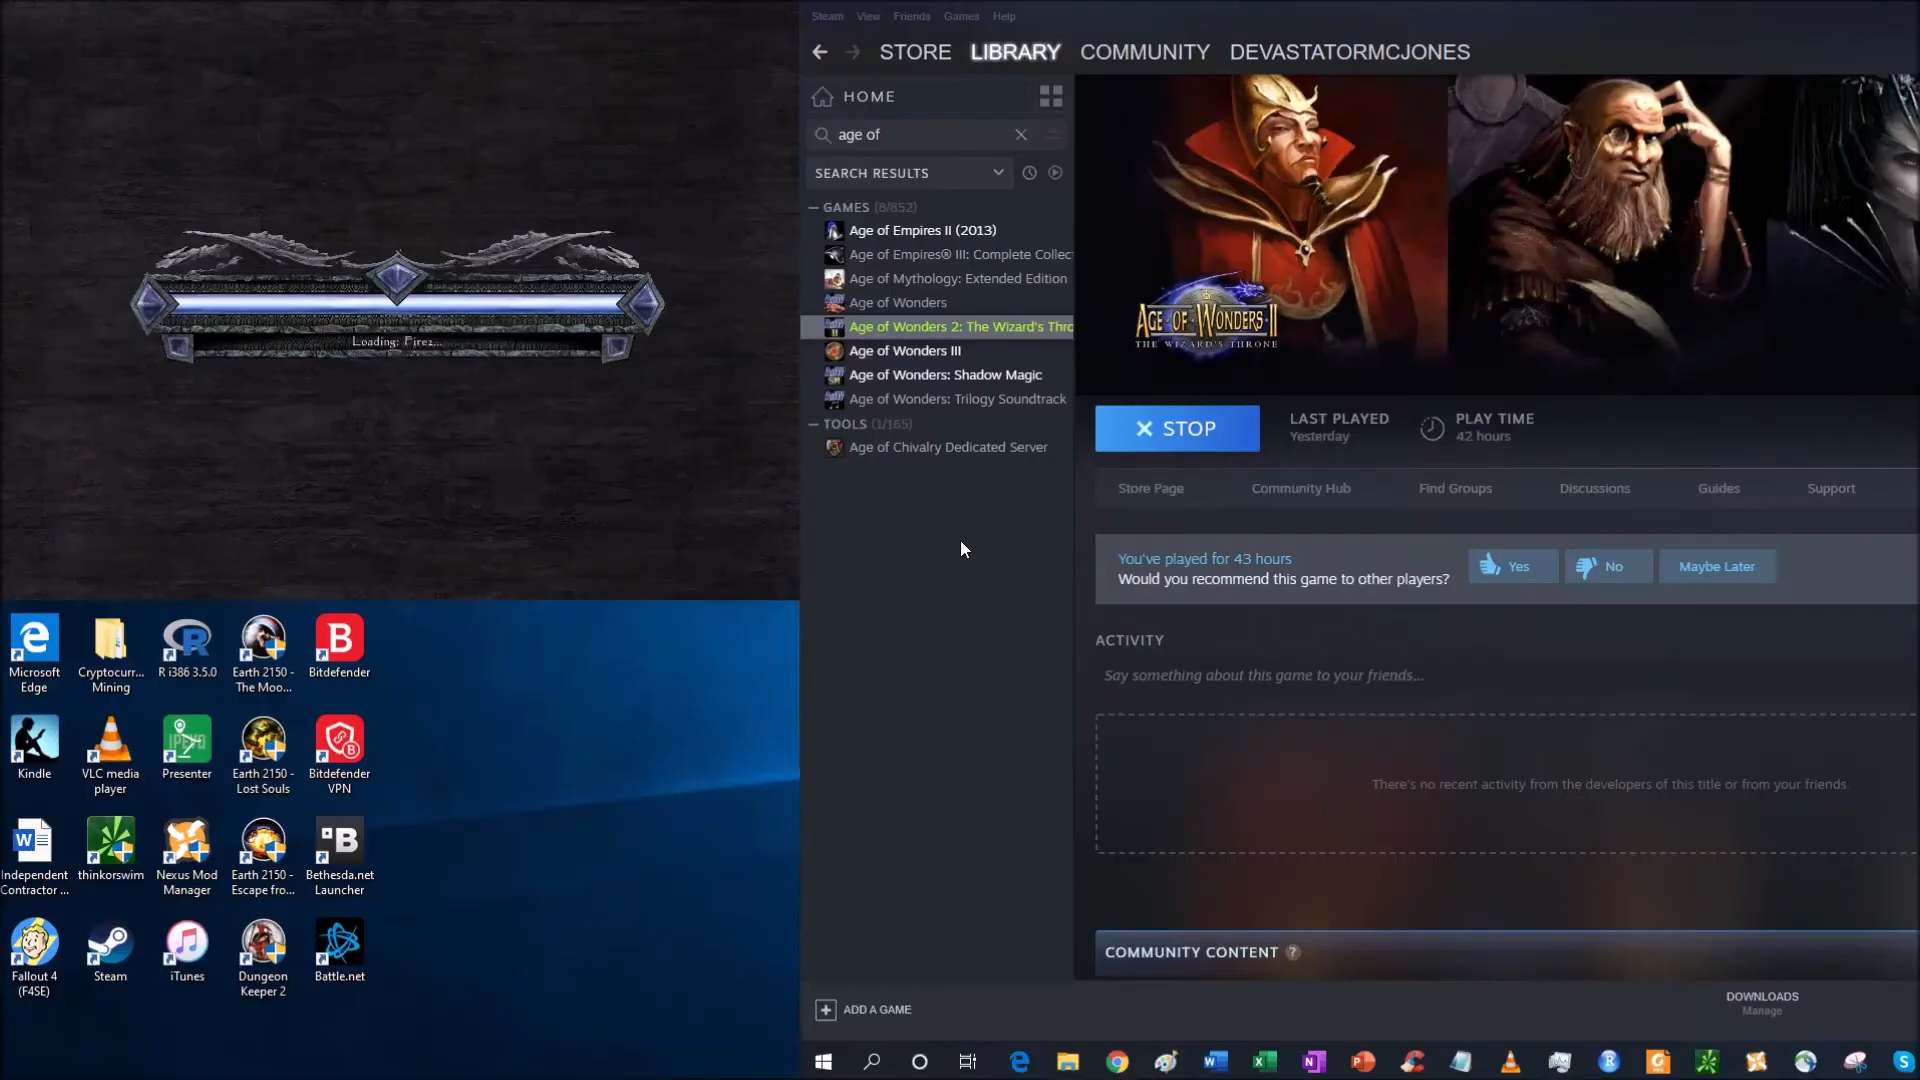 Steam View Friends Games Help
STORE LIBRARY COMMUNITY DEVASTATORMCJONES
HOME
age of
SEARCH RESULTS
GAMES (8/852)
Age of Empires II (2013)
Age of Empires® III: Complete Collect
Age of Mythology: Extended Edition
Age of Wonders
Age of Wonders 2: The Wizard's Thro
Age of Wonders III
Age of Wonders: Shadow Magic
Age of Wonders: Trilogy Soundtrack
TOOLS (1/165)
Age of Chivalry Dedicated Server
ADD A GAME
AGE OF WONDERS II
THE WIZARD'S THRONE
STOP
LAST PLAYED
Yesterday
PLAY TIME
42 hours
Store Page Community Hub Find Groups Discussions Guides Support
You've played for 43 hours
Would you recommend this game to other players?
Yes No Maybe Later
ACTIVITY
Say something about this game to your friends...
There's no recent activity from the developers of this title or from your friends.
COMMUNITY CONTENT ?
DOWNLOADS
Manage
Loading: Fire2...
Microsoft
Edge
Cryptocurr...
Mining
R i386 3.5.0
Earth 2150 -
The Moo...
Bitdefender
Kindle
VLC media
player
IPEVO
Presenter
Earth 2150 -
Lost Souls
Bitdefender
VPN
Independent
Contractor ...
thinkorswim
Nexus Mod
Manager
Earth 2150 -
Escape fro...
Bethesda.net
Launcher
Fallout 4
(F4SE)
Steam
iTunes
Dungeon
Keeper 2
Battle.net